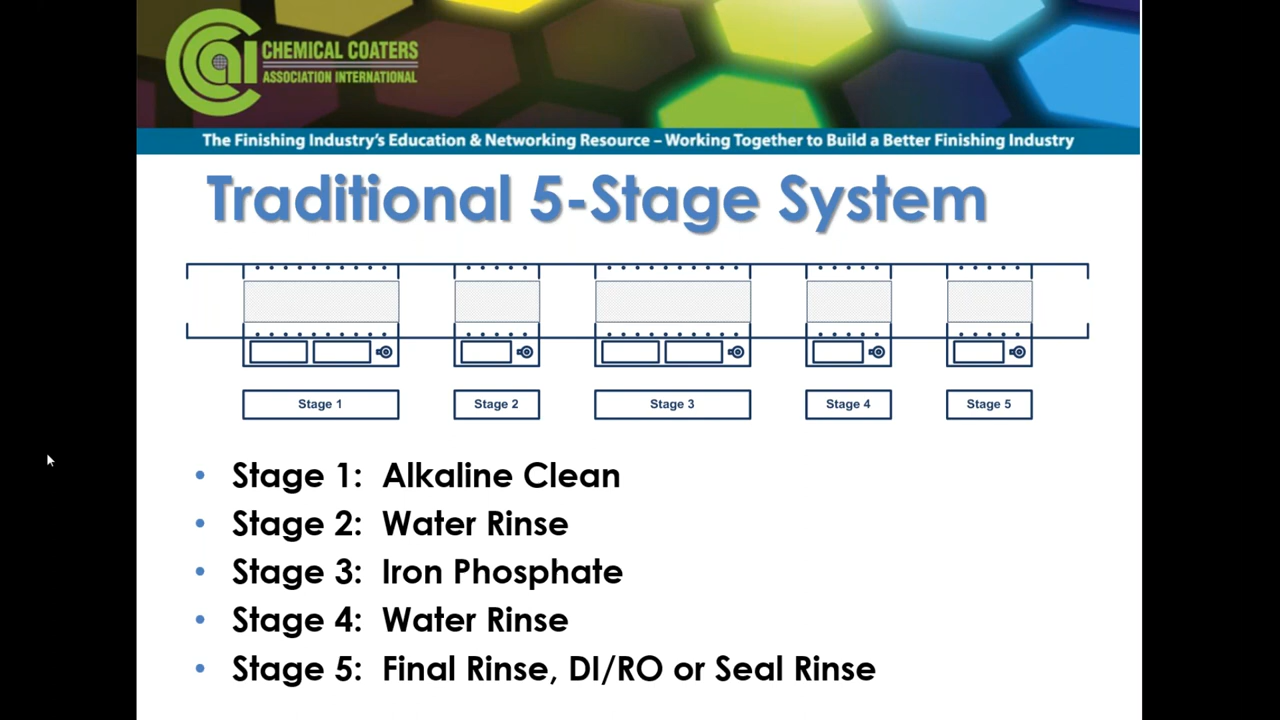 CHEMICAL COATERS
ASSOCIATION INTERNATIONAL
The Finishing Industry's Education & Networking Resource – Working Together to Build a Better Finishing Industry
Traditional 5-Stage System
Stage 1 Stage 2 Stage 3 Stage 4 Stage 5
• Stage 1: Alkaline Clean
• Stage 2: Water Rinse
• Stage 3: Iron Phosphate
• Stage 4: Water Rinse
• Stage 5: Final Rinse, DI/RO or Seal Rinse